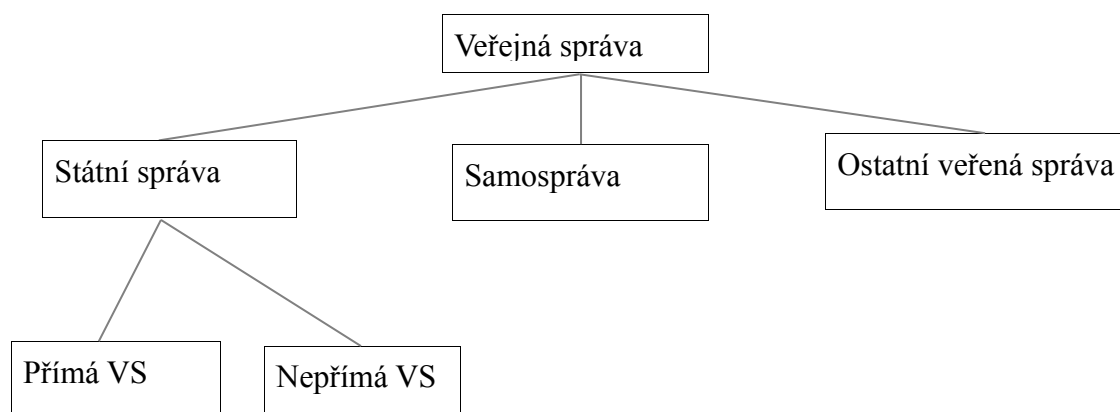 Veřejná správa
Státní správa
Samospráva
Ostatní veřená správa
Přímá VS
Nepřímá VS